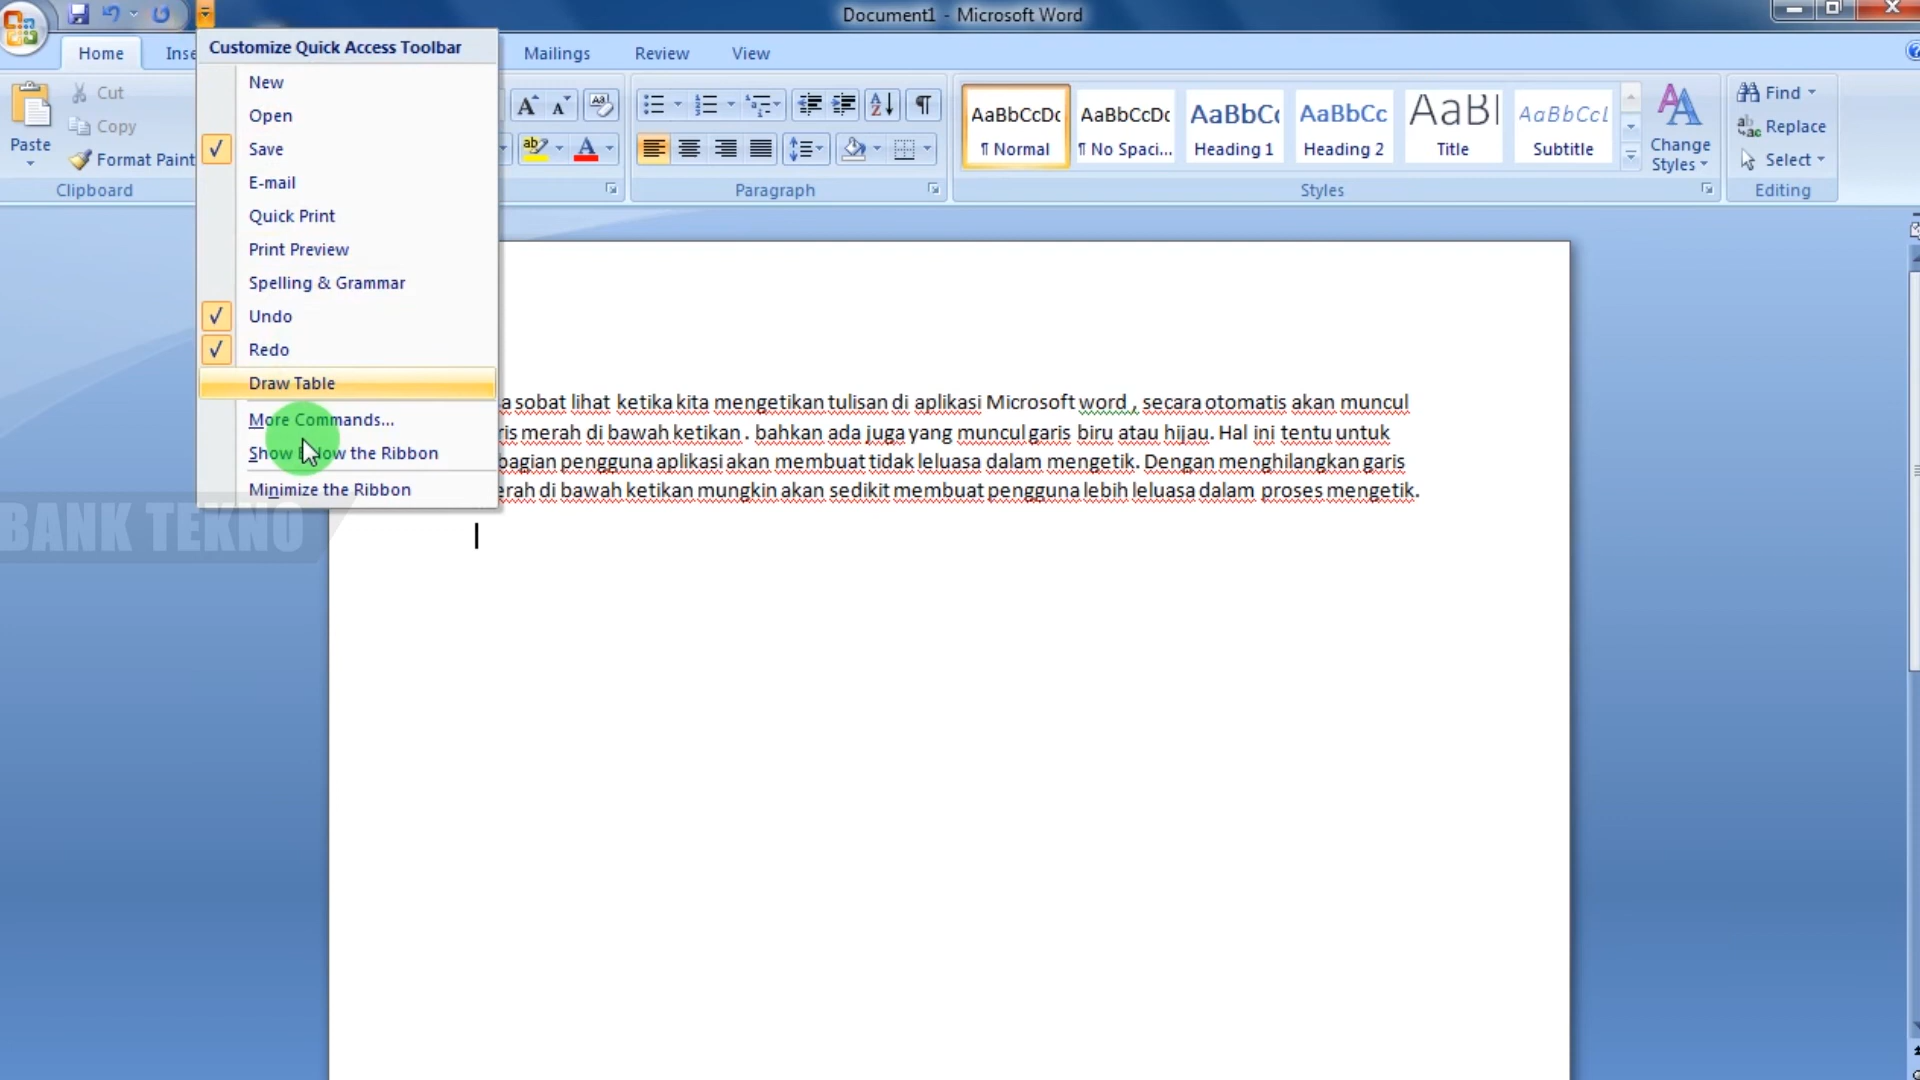 Document1 - Microsoft Word
Home
Mailings
Review
View
Customize Quick Access Toolbar
New
Open
Save
E-mail
Quick Print
Print Preview
Spelling & Grammar
Undo
Redo
Draw Table
More Commands...
Show the Ribbon
Minimize the Ribbon
Paste
Cut
Copy
Format Paint
Clipboard
Paragraph
AaBbCcDc
¶ Normal
AaBbCcDc
¶ No Spaci...
AaBbC
Heading 1
AaBbCc
Heading 2
AaB
Title
AaBbCcL
Subtitle
Change
Styles
Styles
Find
Replace
Select
Editing
sobat lihat ketika kita mengetikan tulisan di aplikasi Microsoft word , secara otomatis akan muncul
merah di bawah ketikan . bahkan ada juga yang muncul garis biru atau hijau. Hal ini tentu untuk
bagian pengguna aplikasi akan membuat tidak leluasa dalam mengetik. Dengan menghilangkan garis
erah di bawah ketikan mungkin akan sedikit membuat pengguna lebih leluasa dalam proses mengetik.
BANK TEKNO